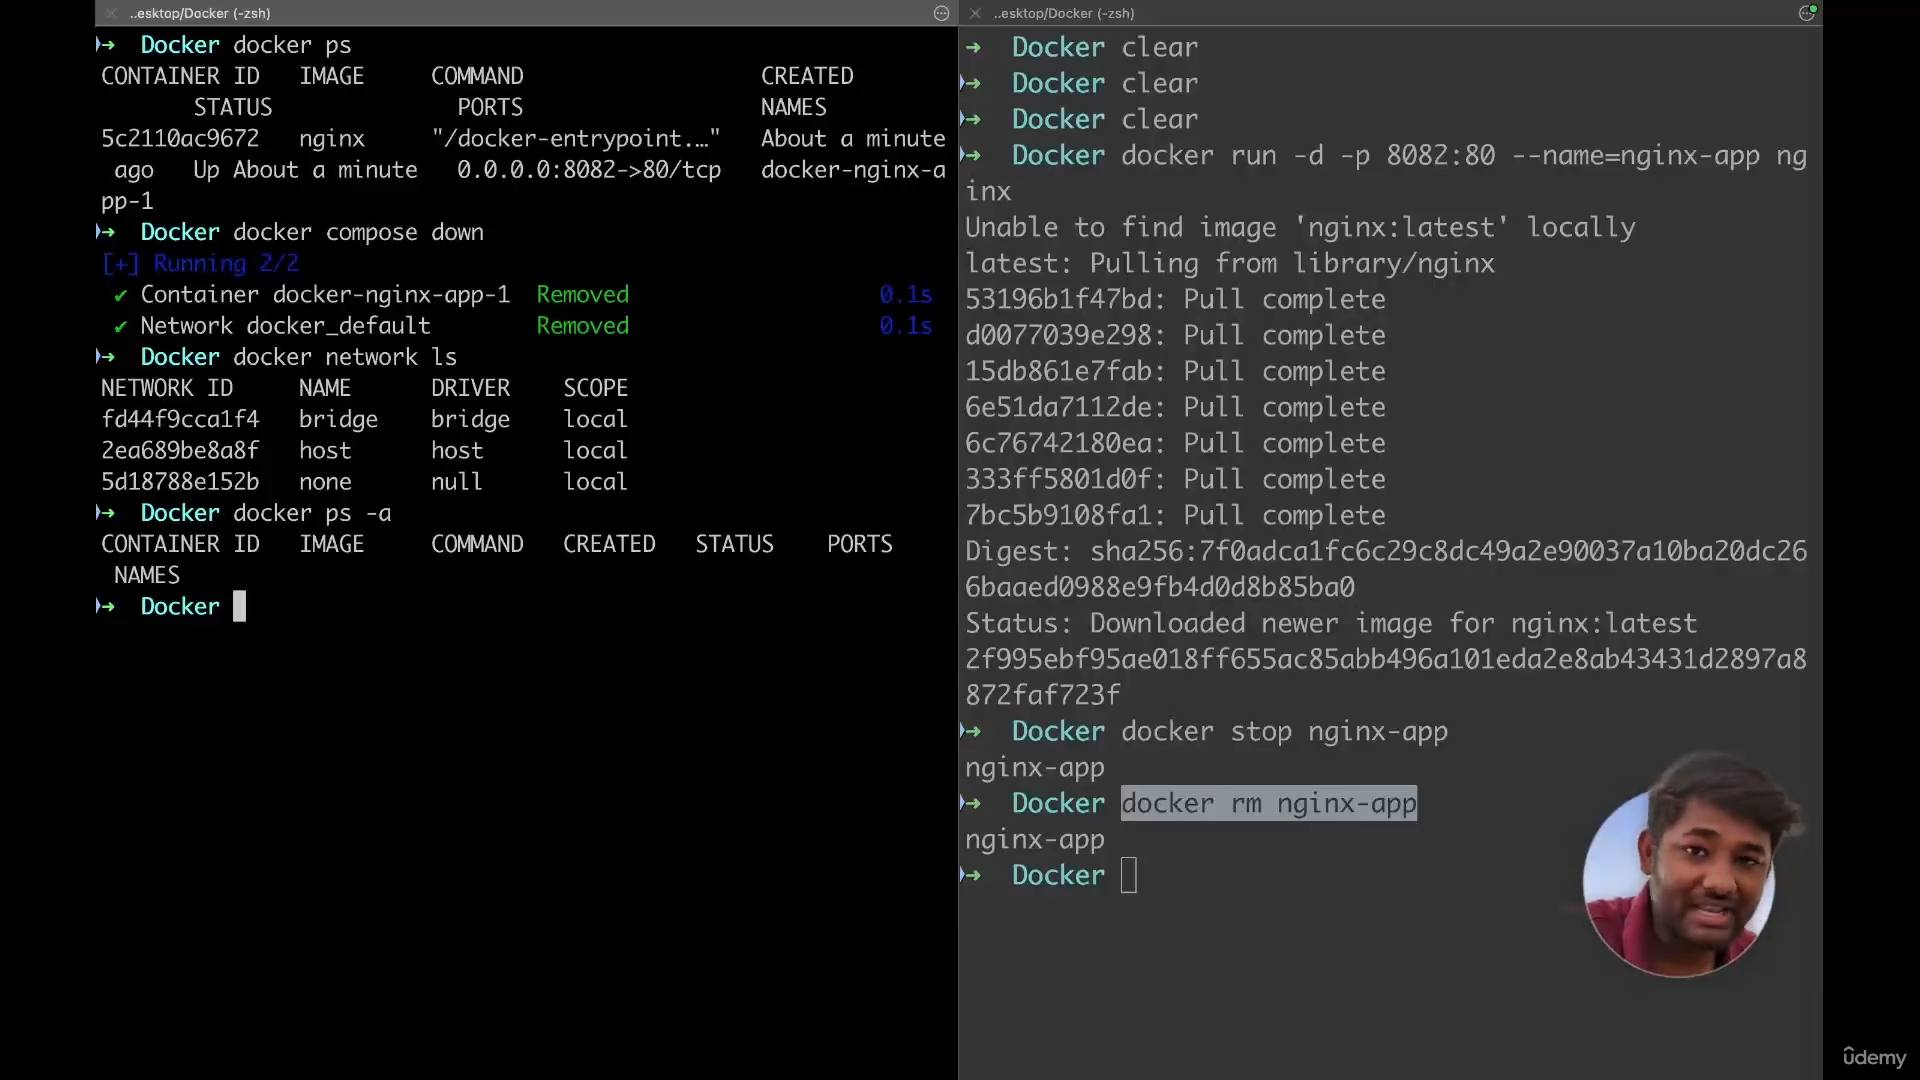 ..esktop/Docker (-zsh)
Docker docker ps
CONTAINER ID IMAGE COMMAND CREATED
STATUS PORTS NAMES
5c2110ac9672 nginx "/docker-entrypoint.…" About a minute
ago Up About a minute 0.0.0.0:8082->80/tcp docker-nginx-a
pp-1
Docker docker compose down
[+] Running 2/2
✔ Container docker-nginx-app-1 Removed 0.1s
✔ Network docker_default Removed 0.1s
Docker docker network ls
NETWORK ID NAME DRIVER SCOPE
fd44f9cca1f4 bridge bridge local
2ea689be8a8f host host local
5d18788e152b none null local
Docker docker ps -a
CONTAINER ID IMAGE COMMAND CREATED STATUS PORTS
NAMES
Docker
..esktop/Docker (-zsh)
Docker clear
Docker clear
Docker clear
Docker docker run -d -p 8082:80 --name=nginx-app ng
inx
Unable to find image 'nginx:latest' locally
latest: Pulling from library/nginx
53196b1f47bd: Pull complete
d0077039e298: Pull complete
15db861e7fab: Pull complete
6e51da7112de: Pull complete
6c76742180ea: Pull complete
333ff5801d0f: Pull complete
7bc5b9108fa1: Pull complete
Digest: sha256:7f0adca1fc6c29c8dc49a2e90037a10ba20dc26
6baaed0988e9fb4d0d8b85ba0
Status: Downloaded newer image for nginx:latest
2f995ebf95ae018ff655ac85abb496a101eda2e8ab43431d2897a8
872faf723f
Docker docker stop nginx-app
nginx-app
Docker docker rm nginx-app
nginx-app
Docker
ûdemy